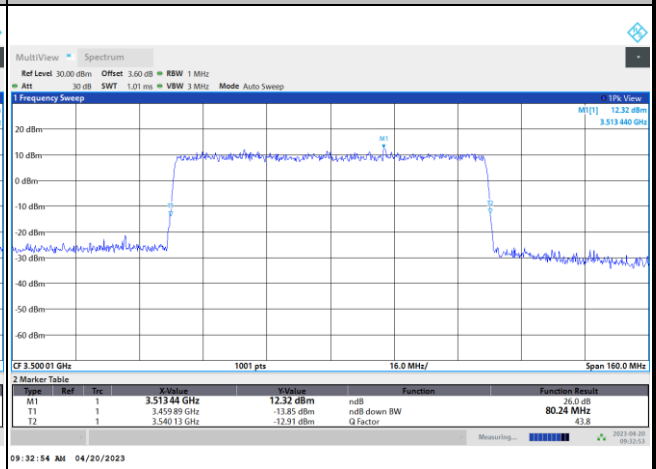 MultiView Spectrum
Ref Level 30.00 dBm Offset 3.60 dB RBW 1 MHz
Att 30 dB SWT 1.01 ms VBW 3 MHz Mode Auto Sweep
1 Frequency Sweep 1Pk View
M1[1] 12.32 dBm
3.513 440 GHz
M1
20 dBm
10 dBm
0 dBm
-10 dBm
T1 T2
-20 dBm
-30 dBm
-40 dBm
-50 dBm
-60 dBm
CF 3.500 01 GHz 1001 pts 16.0 MHz/ Span 160.0 MHz
2 Marker Table
Type Ref Trc X-Value Y-Value Function Function Result
M1 1 3.513 44 GHz 12.32 dBm ndB 26.0 dB
T1 1 3.459 89 GHz -13.85 dBm ndB down BW 80.24 MHz
T2 1 3.540 13 GHz -12.91 dBm Q Factor 43.8
Measuring... 2023-04-20
09:32:53
09:32:54 AM 04/20/2023